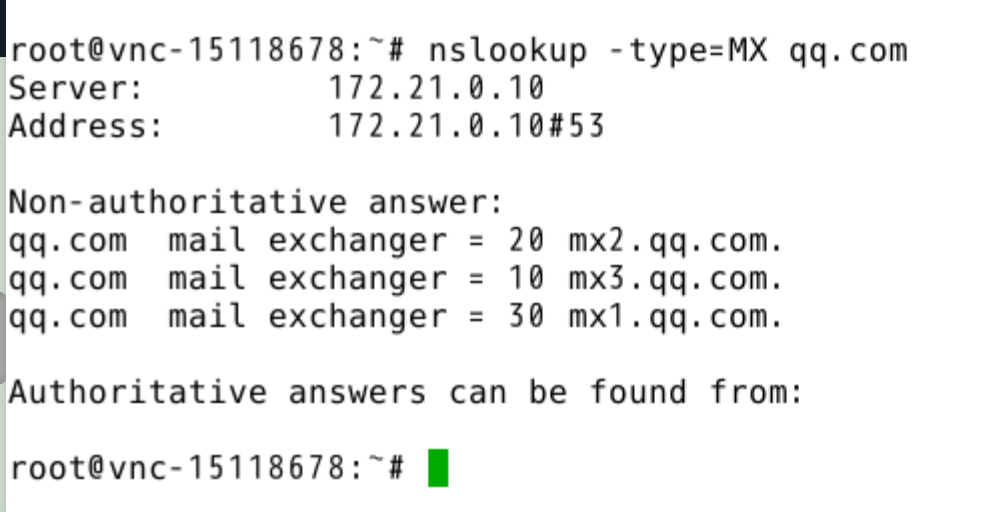 root@vnc-15118678:~# nslookup -type=MX qq.com
Server:         172.21.0.10
Address:        172.21.0.10#53
Non-authoritative answer:
qq.com  mail exchanger = 20 mx2.qq.com.
qq.com  mail exchanger = 10 mx3.qq.com.
qq.com  mail exchanger = 30 mx1.qq.com.
Authoritative answers can be found from:
root@vnc-15118678:~#